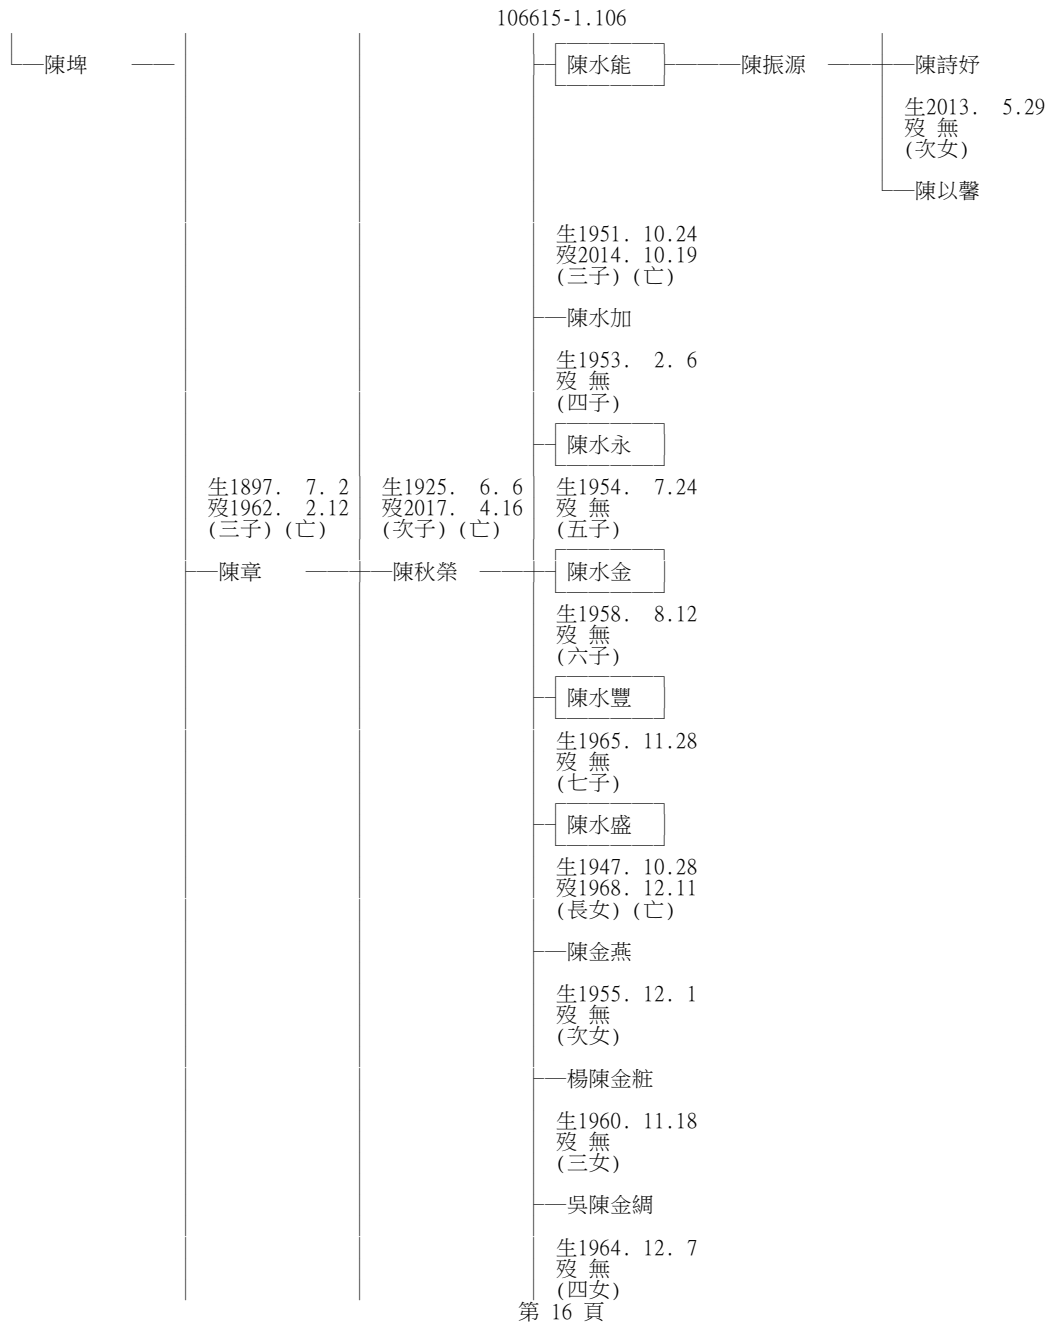 106615-1.106
陳埤 陳水能 陳振源 陳詩妤
生2013. 5.29
歿 無
(次女)
陳以馨
生1951. 10.24
歿2014. 10.19
(三子)(亡)
陳水加
生1953. 2. 6
歿 無
(四子)
陳水永
生1897. 7. 2 生1925. 6. 6 生1954. 7.24
歿1962. 2.12 歿2017. 4.16 歿 無
(三子)(亡) (次子)(亡) (五子)
陳章 陳秋榮 陳水金
生1958. 8.12
歿 無
(六子)
陳水豐
生1965. 11.28
歿 無
(七子)
陳水盛
生1947. 10.28
歿1968. 12.11
(長女)(亡)
陳金燕
生1955. 12. 1
歿 無
(次女)
楊陳金粧
生1960. 11.18
歿 無
(三女)
吳陳金綢
生1964. 12. 7
歿 無
(四女)
第 16 頁